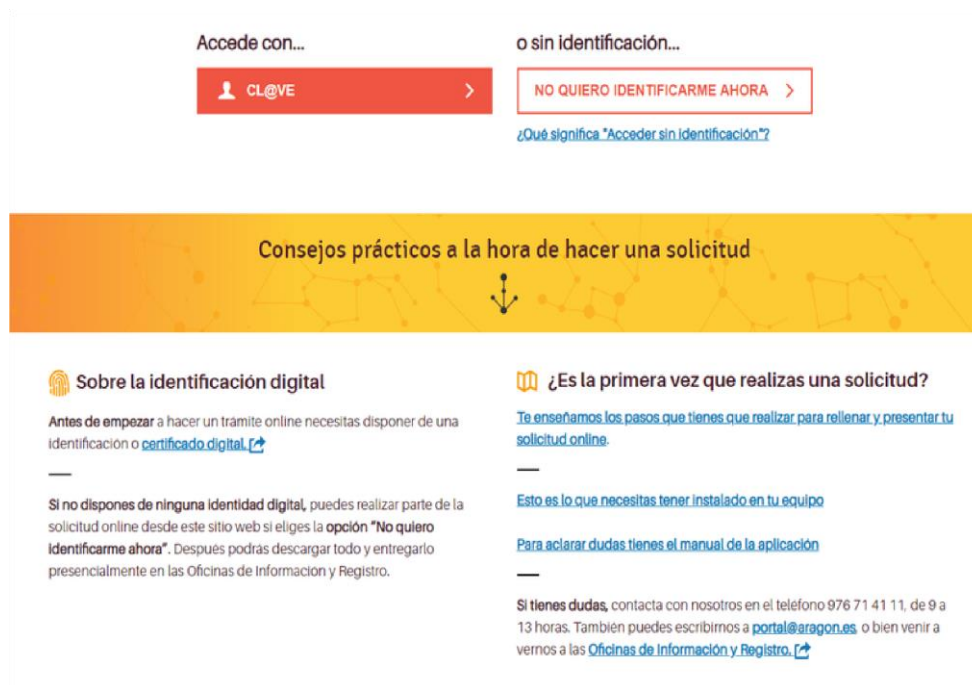 Accede con...
CL@VE
o sin identificación...
NO QUIERO IDENTIFICARME AHORA
¿Qué significa "Acceder sin identificación"?
Consejos prácticos a la hora de hacer una solicitud
Sobre la identificación digital
Antes de empezar a hacer un trámite online necesitas disponer de una
identificación o certificado digital.
Si no dispones de ninguna identidad digital, puedes realizar parte de la
solicitud online desde este sitio web si eliges la opción "No quiero
identificarme ahora". Después podrás descargar todo y entregarlo
presencialmente en las Oficinas de Información y Registro.
¿Es la primera vez que realizas una solicitud?
Te enseñamos los pasos que tienes que realizar para rellenar y presentar tu
solicitud online.
Esto es lo que necesitas tener instalado en tu equipo
Para aclarar dudas tienes el manual de la aplicación
Si tienes dudas, contacta con nosotros en el teléfono 976 71 41 11, de 9 a
13 horas. También puedes escribirnos a portal@aragon.es, o bien venir a
vernos a las Oficinas de Información y Registro.